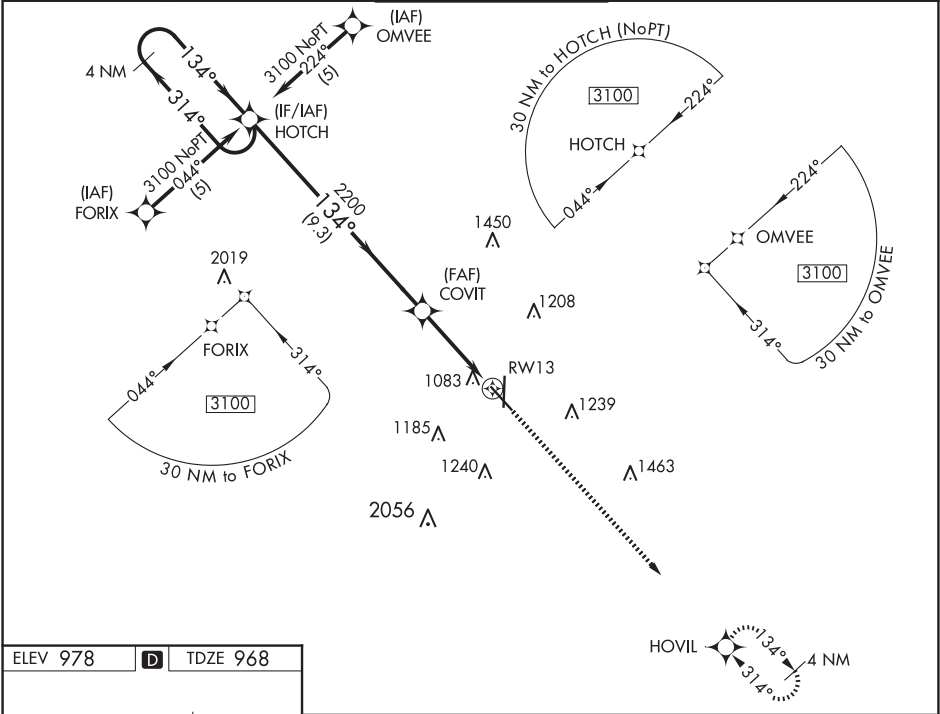 (IAF)
OMVEE
3100 NoPT
224°
(5)
4 NM
134°
314°
(IF/IAF)
HOTCH
3100 NoPT
044°
(5)
(IAF)
FORIX
30 NM to HOTCH (NoPT)
3100
224°
HOTCH
044°
2200
134°
(9.3)
1450
224°
OMVEE
3100
314°
30 NM to OMVEE
2019
(FAF)
COVIT
1208
FORIX
044°
314°
3100
30 NM to FORIX
1083
RW13
1239
1185
1240
1463
2056
HOVIL
134°
314°
4 NM
ELEV 978
D
TDZE 968